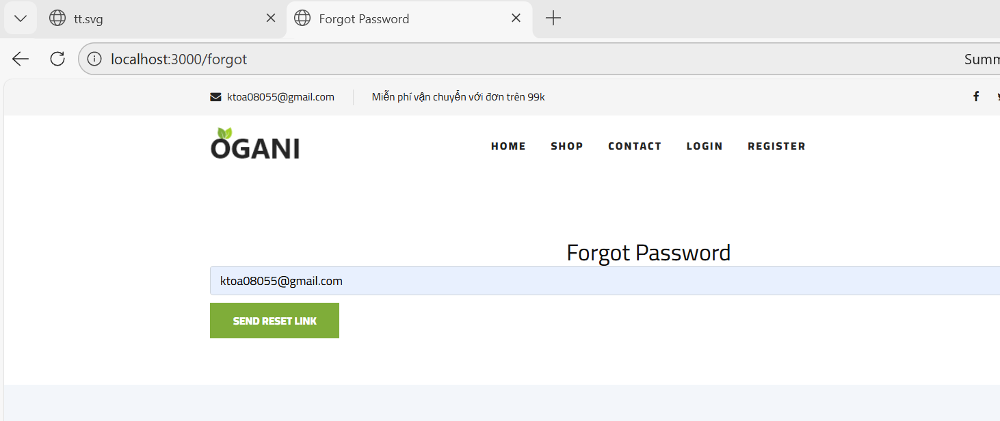 tt.svg
Forgot Password
localhost:3000/forgot
Summ
ktoa08055@gmail.com
Miễn phí vận chuyển với đơn trên 99k
OGANI
HOME
SHOP
CONTACT
LOGIN
REGISTER
Forgot Password
ktoa08055@gmail.com
SEND RESET LINK